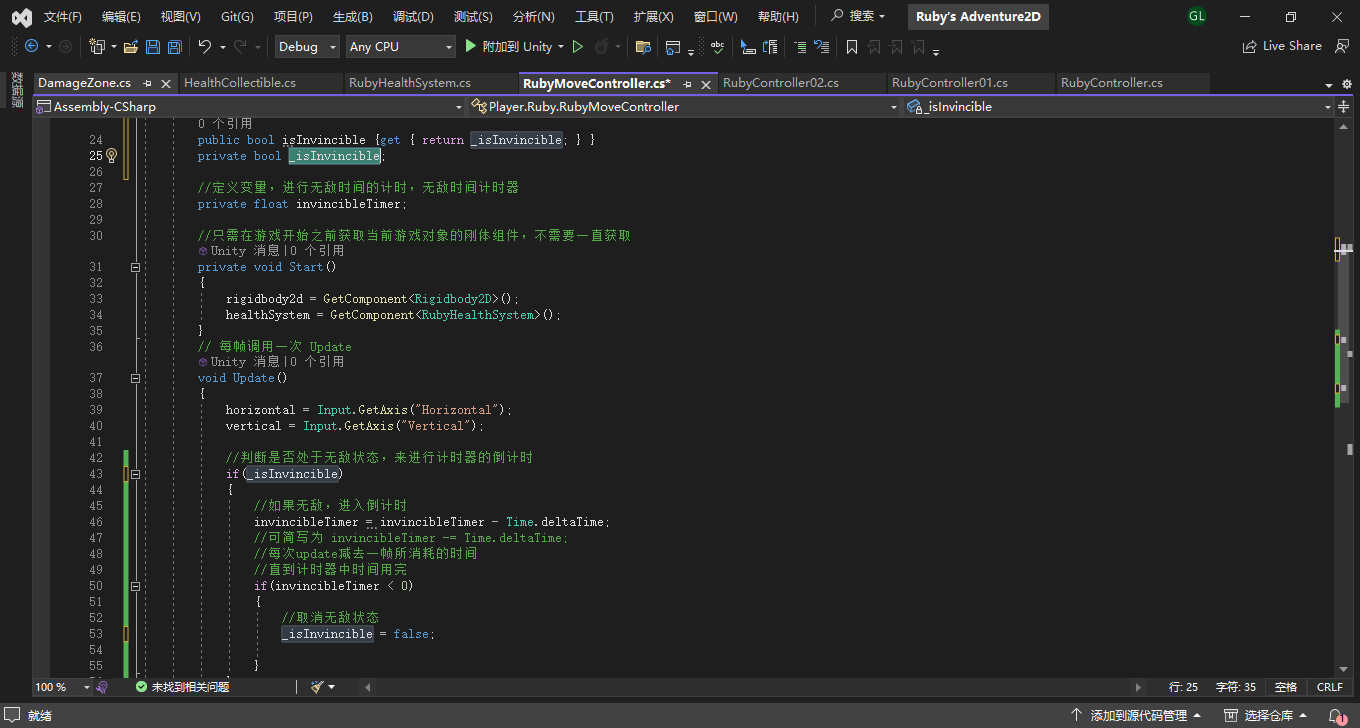 文件(F) 编辑(E) 视图(V) Git(G) 项目(P) 生成(B) 调试(D) 测试(S) 分析(N) 工具(T) 扩展(X) 窗口(W) 帮助(H) 搜索 Ruby's Adventure2D GL
Debug Any CPU 附加到 Unity abc Live Share
数据源
DamageZone.cs HealthCollectible.cs RubyHealthSystem.cs RubyMoveController.cs* RubyController02.cs RubyController01.cs RubyController.cs
Assembly-CSharp Player.Ruby.RubyMoveController _isInvincible
0 个引用
24 public bool isInvincible {get { return _isInvincible; } }
25 private bool _isInvincible;
26
27 //定义变量，进行无敌时间的计时，无敌时间计时器
28 private float invincibleTimer;
29
30 //只需在游戏开始之前获取当前游戏对象的刚体组件，不需要一直获取
Unity 消息|0 个引用
31 private void Start()
32 {
33 rigidbody2d = GetComponent<Rigidbody2D>();
34 healthSystem = GetComponent<RubyHealthSystem>();
35 }
36 // 每帧调用一次 Update
Unity 消息|0 个引用
37 void Update()
38 {
39 horizontal = Input.GetAxis("Horizontal");
40 vertical = Input.GetAxis("Vertical");
41
42 //判断是否处于无敌状态，来进行计时器的倒计时
43 if(_isInvincible)
44 {
45 //如果无敌，进入倒计时
46 invincibleTimer = invincibleTimer - Time.deltaTime;
47 //可简写为 invincibleTimer -= Time.deltaTime;
48 //每次update减去一帧所消耗的时间
49 //直到计时器中时间用完
50 if(invincibleTimer < 0)
51 {
52 //取消无敌状态
53 _isInvincible = false;
54
55 }
100 % 未找到相关问题 行: 25 字符: 35 空格 CRLF
就绪 添加到源代码管理 选择仓库 1